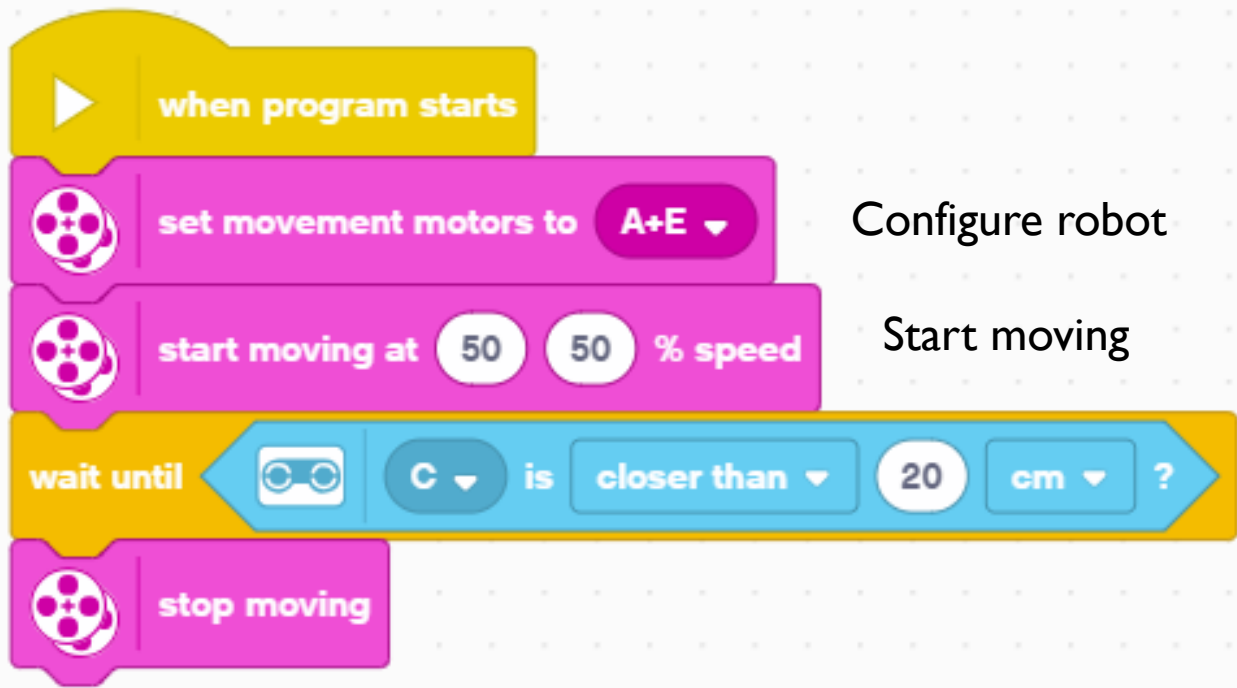 when program starts
set movement motors to A+E Configure robot
start moving at 50 50 % speed Start moving
wait until C is closer than 20 cm ?
stop moving